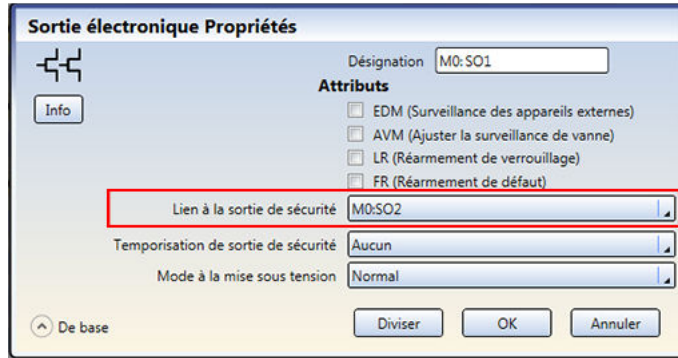 Sortie électronique Propriétés
Désignation M0:SO1
Attributs
Info
EDM (Surveillance des appareils externes)
AVM (Ajuster la surveillance de vanne)
LR (Réarmement de verrouillage)
FR (Réarmement de défaut)
Lien à la sortie de sécurité M0:SO2
Temporisation de sortie de sécurité Aucun
Mode à la mise sous tension Normal
De base Diviser OK Annuler